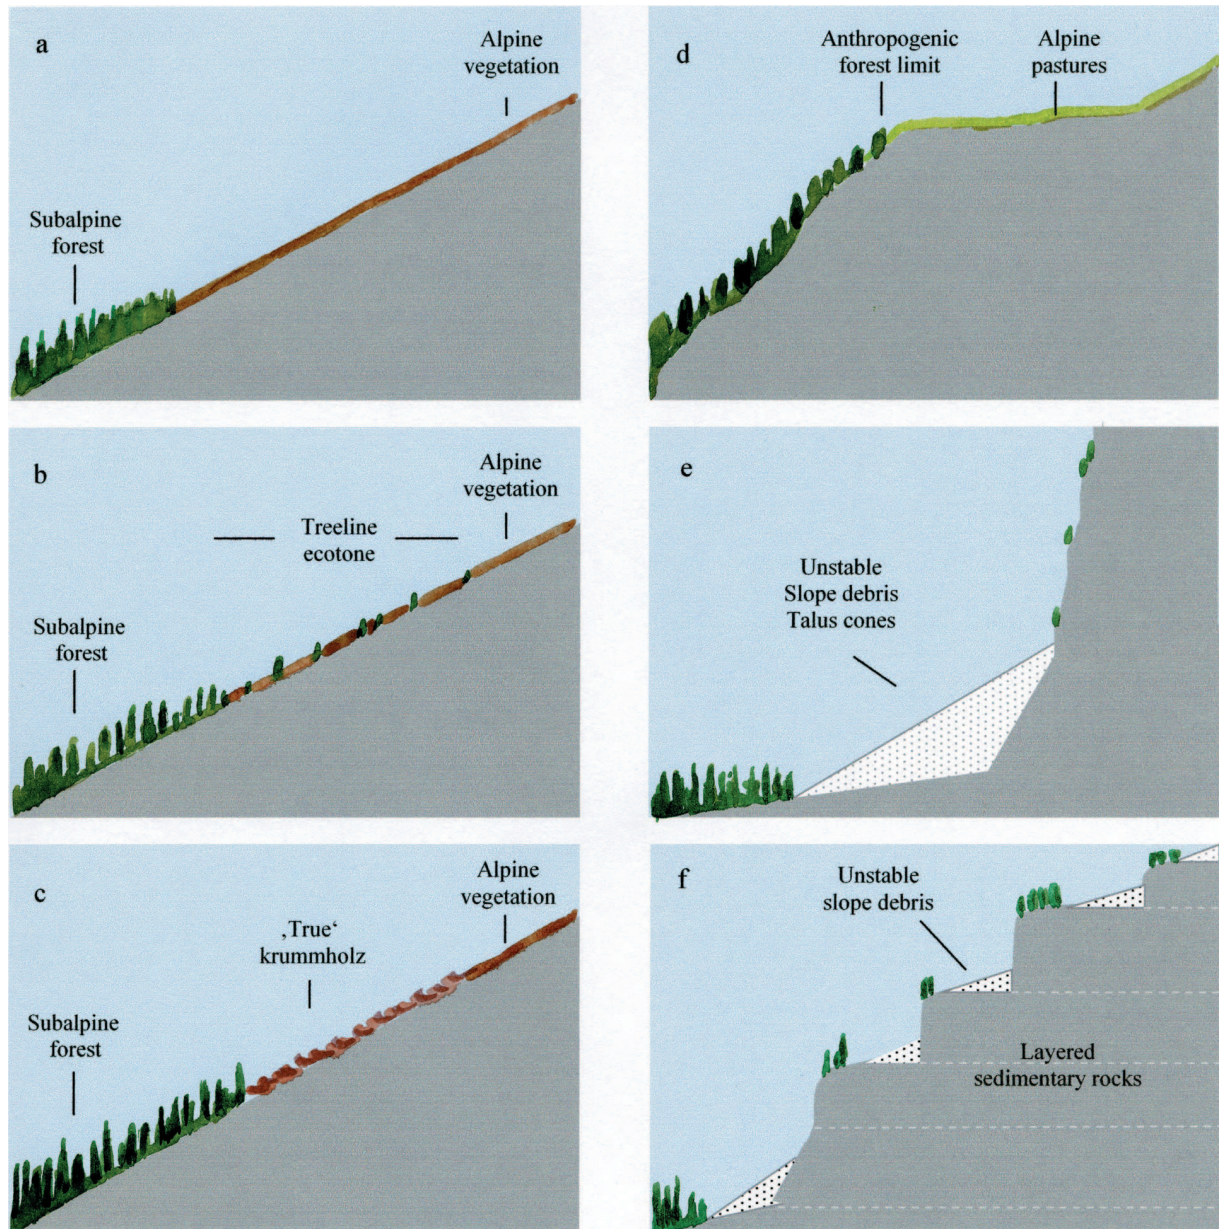 a
Alpine
vegetation
Subalpine
forest
b
Alpine
vegetation
Treeline
ecotone
Subalpine
forest
c
Alpine
vegetation
‚True‘
krummholz
Subalpine
forest
d
Anthropogenic
forest limit
Alpine
pastures
e
Unstable
Slope debris
Talus cones
f
Unstable
slope debris
Layered
sedimentary rocks